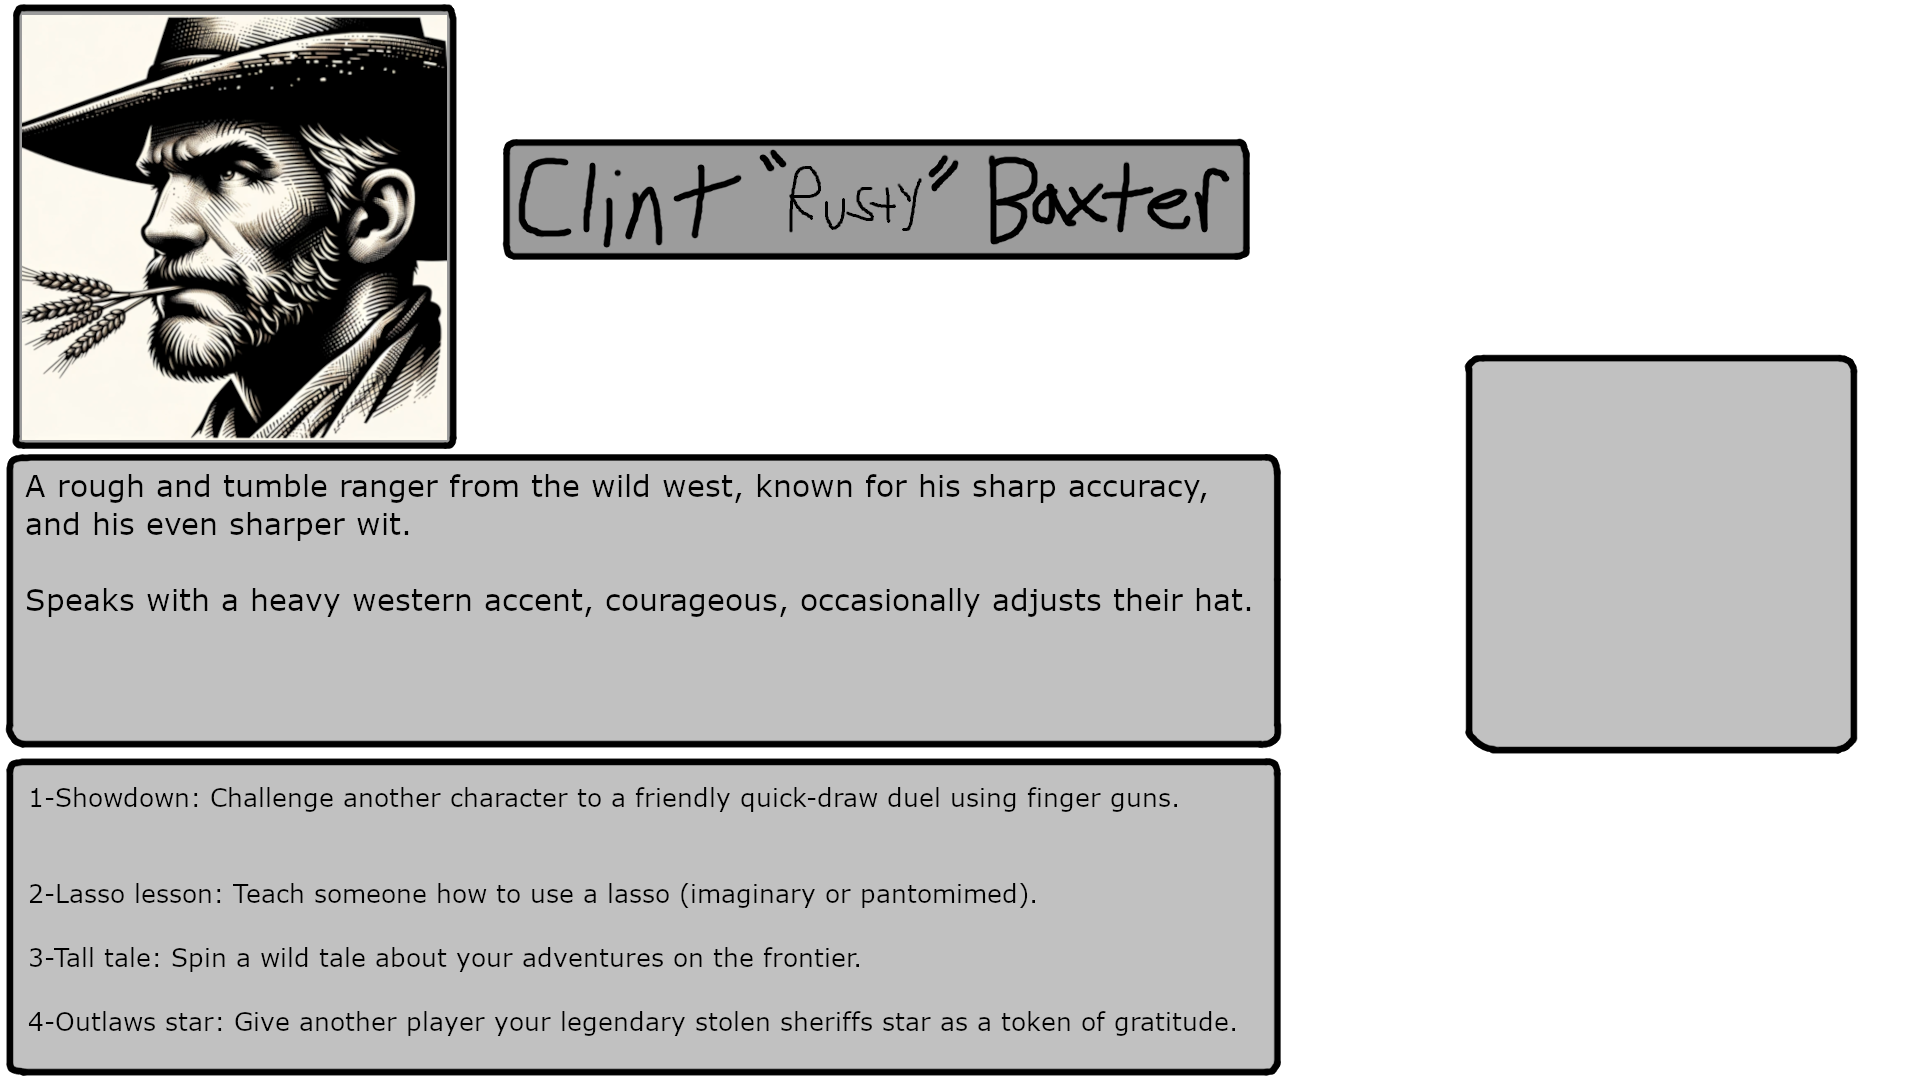 Clint "Rusty" Baxter
A rough and tumble ranger from the wild west, known for his sharp accuracy,
and his even sharper wit.
Speaks with a heavy western accent, courageous, occasionally adjusts their hat.
1-Showdown: Challenge another character to a friendly quick-draw duel using finger guns.
2-Lasso lesson: Teach someone how to use a lasso (imaginary or pantomimed).
3-Tall tale: Spin a wild tale about your adventures on the frontier.
4-Outlaws star: Give another player your legendary stolen sheriffs star as a token of gratitude.